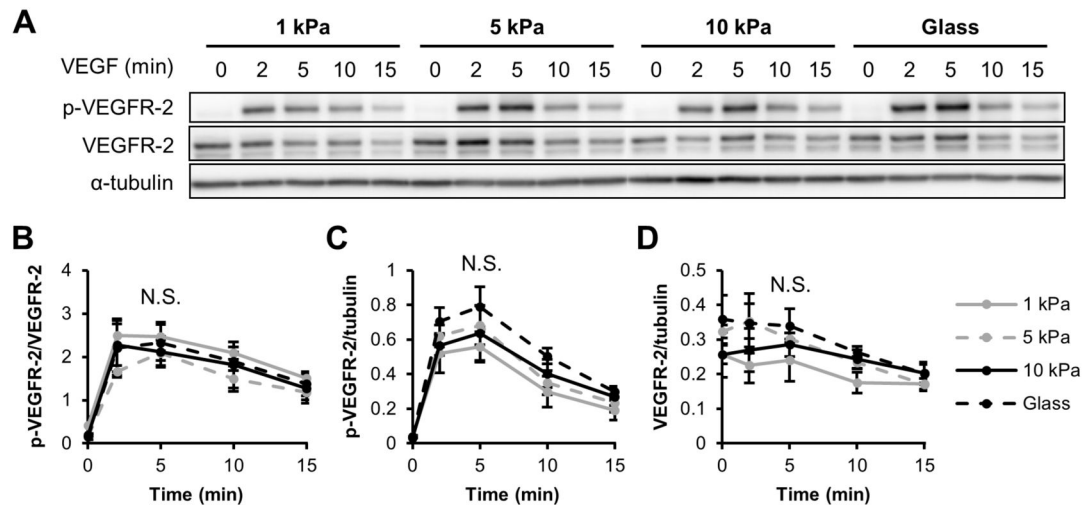 A
1 kPa 5 kPa 10 kPa Glass
VEGF (min) 0 2 5 10 15 0 2 5 10 15 0 2 5 10 15 0 2 5 10 15
p-VEGFR-2
VEGFR-2
α-tubulin
B
p-VEGFR-2/VEGFR-2
4
3
2
1
0
N.S.
0 5 10 15
Time (min)
C
p-VEGFR-2/tubulin
1
0.8
0.6
0.4
0.2
0
N.S.
0 5 10 15
Time (min)
D
VEGFR-2/tubulin
0.5
0.4
0.3
0.2
0.1
0
N.S.
0 5 10 15
Time (min)
1 kPa
5 kPa
10 kPa
Glass